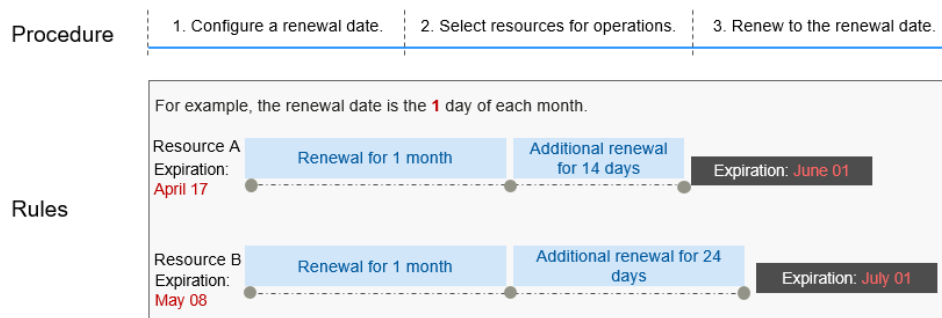 Procedure
1. Configure a renewal date.
2. Select resources for operations.
3. Renew to the renewal date.
Rules
For example, the renewal date is the 1 day of each month.
Resource A
Expiration:
April 17
Renewal for 1 month
Additional renewal
for 14 days
Expiration: June 01
Resource B
Expiration:
May 08
Renewal for 1 month
Additional renewal for 24
days
Expiration: July 01